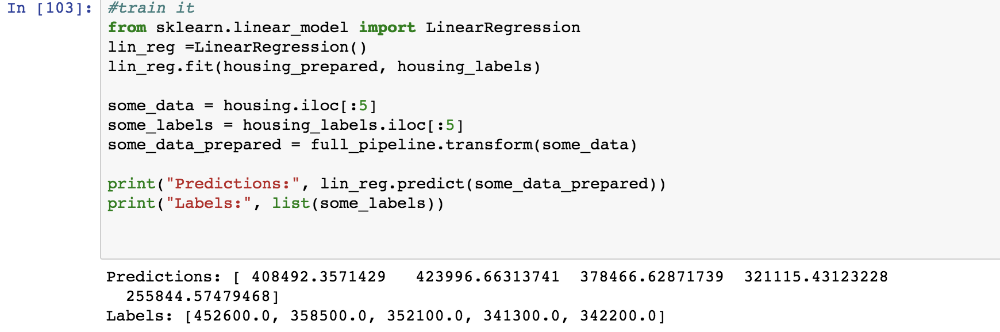 In [103]:
#train it
from sklearn.linear_model import LinearRegression
lin_reg =LinearRegression()
lin_reg.fit(housing_prepared, housing_labels)
some_data = housing.iloc[:5]
some_labels = housing_labels.iloc[:5]
some_data_prepared = full_pipeline.transform(some_data)
print("Predictions:", lin_reg.predict(some_data_prepared))
print("Labels:", list(some_labels))
Predictions: [ 408492.3571429   423996.66313741  378466.62871739  321115.43123228
  255844.57479468]
Labels: [452600.0, 358500.0, 352100.0, 341300.0, 342200.0]